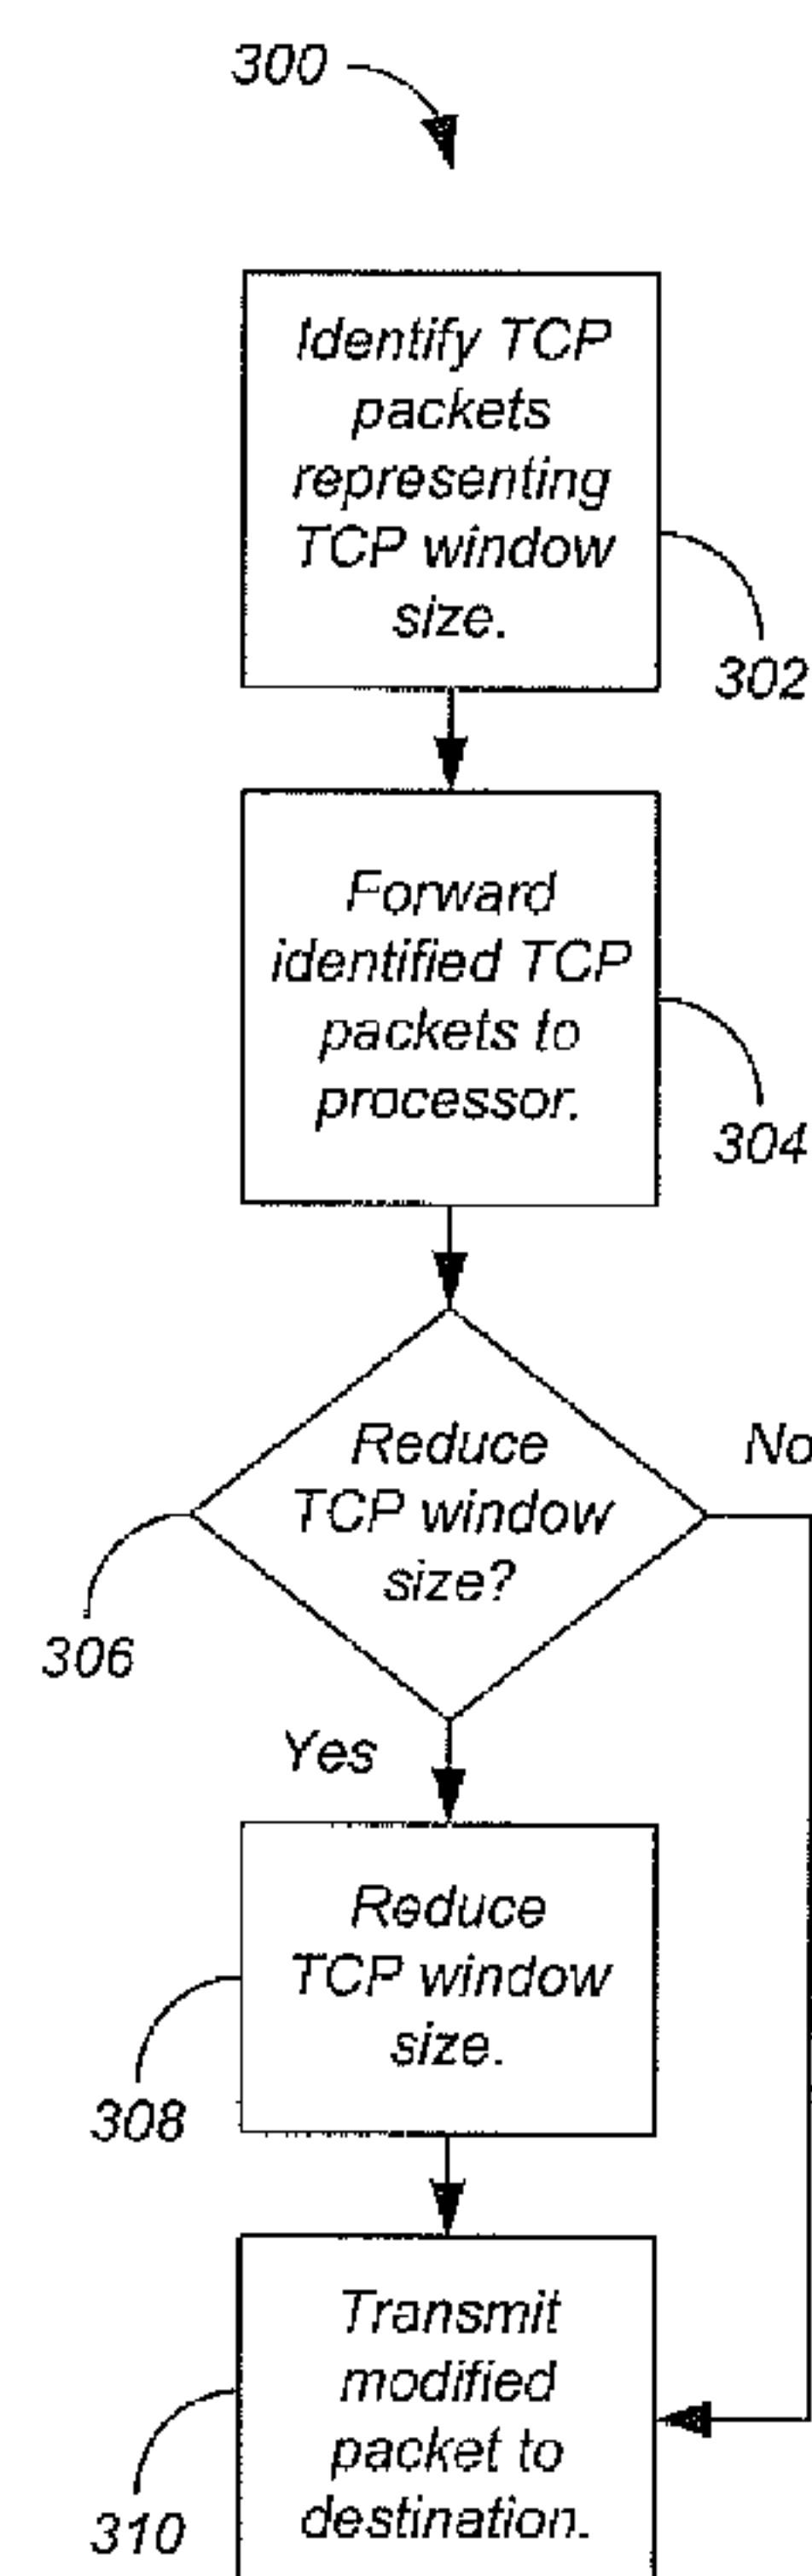 300
Identify TCP
packets
representing
TCP window
size.
302
Forward
identified TCP
packets to
processor.
304
Reduce
TCP window
size?
No
306
Yes
Reduce
TCP window
size.
308
Transmit
modified
packet to
destination.
310